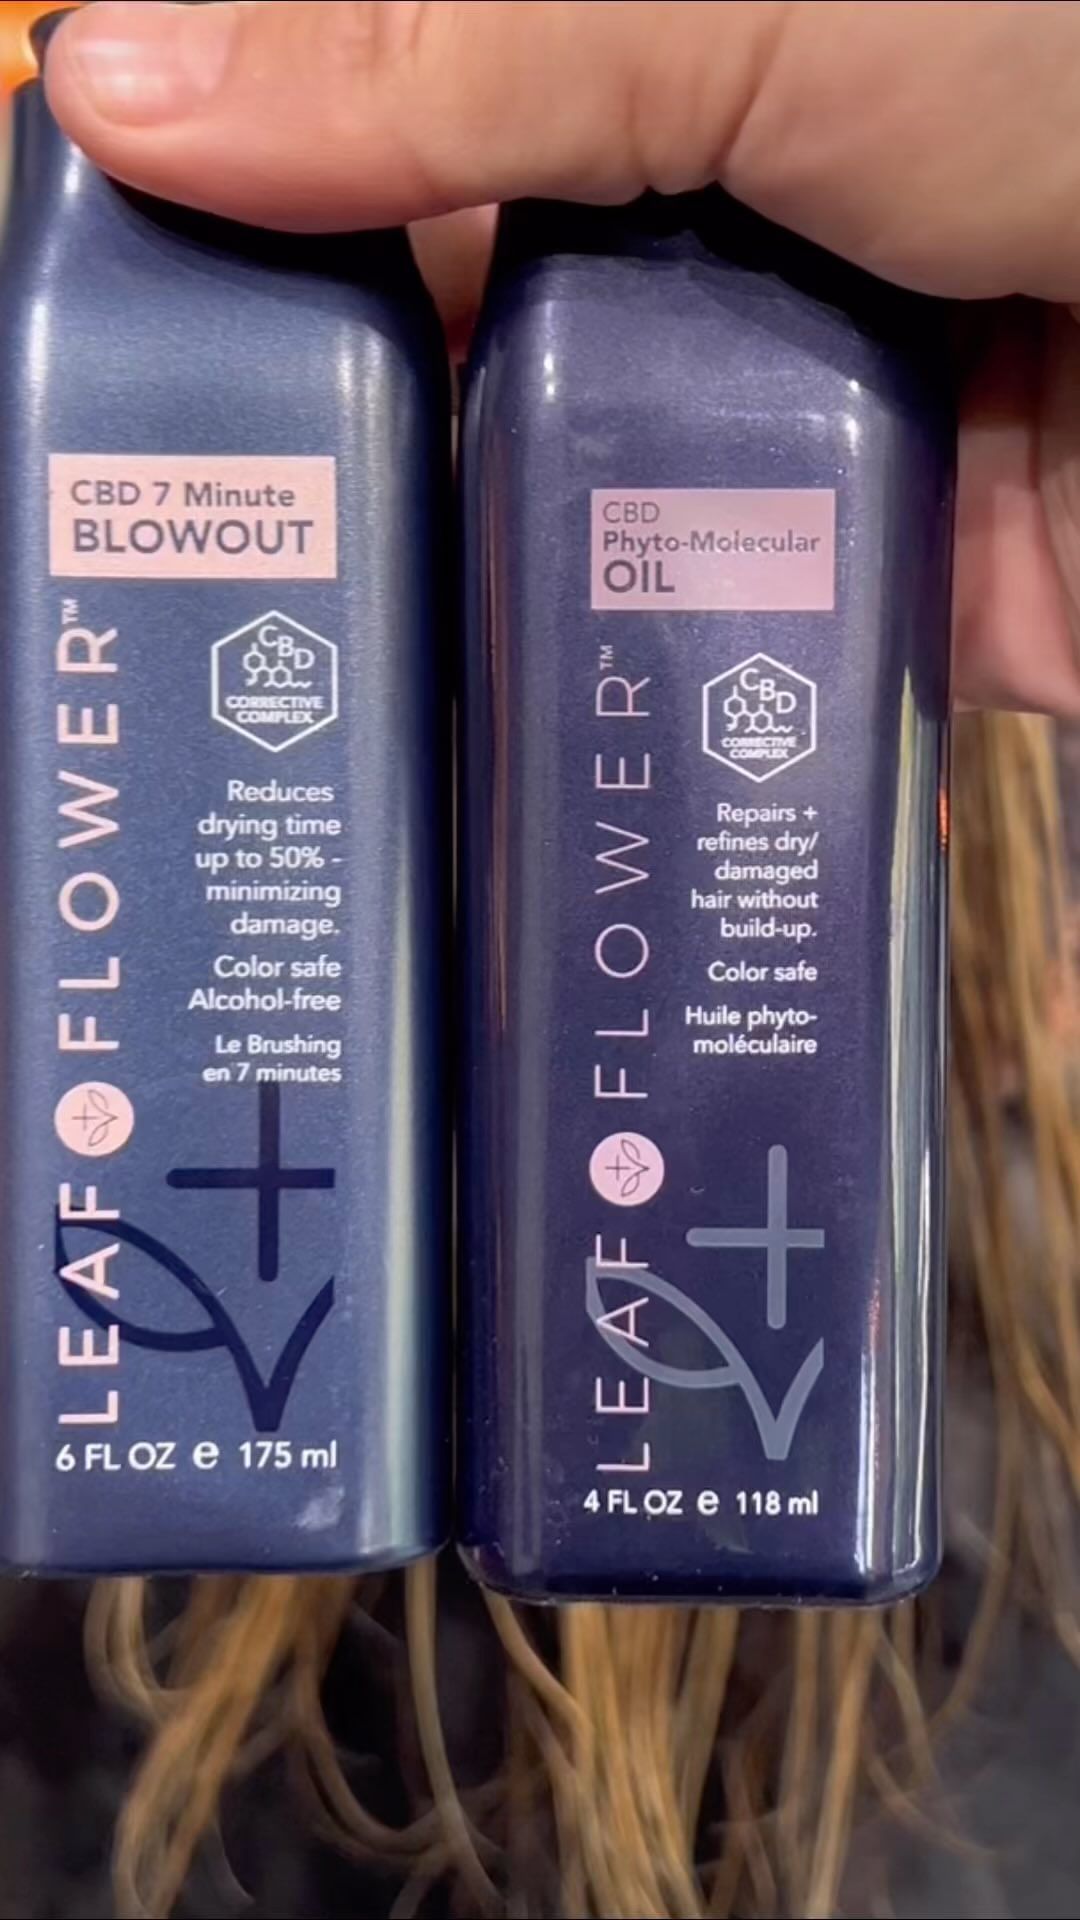 CBD 7 Minute
BLOWOUT
LEAF FLOWER™
CBD
CORRECTIVE
COMPLEX
Reduces
drying time
up to 50% -
minimizing
damage.
Color safe
Alcohol-free
Le Brushing
en 7 minutes
6 FL OZ e 175 ml
CBD
Phyto-Molecular
OIL
LEAF FLOWER™
CBD
CORRECTIVE
COMPLEX
Repairs +
refines dry/
damaged
hair without
build-up.
Color safe
Huile phyto-
moléculaire
4 FL OZ e 118 ml